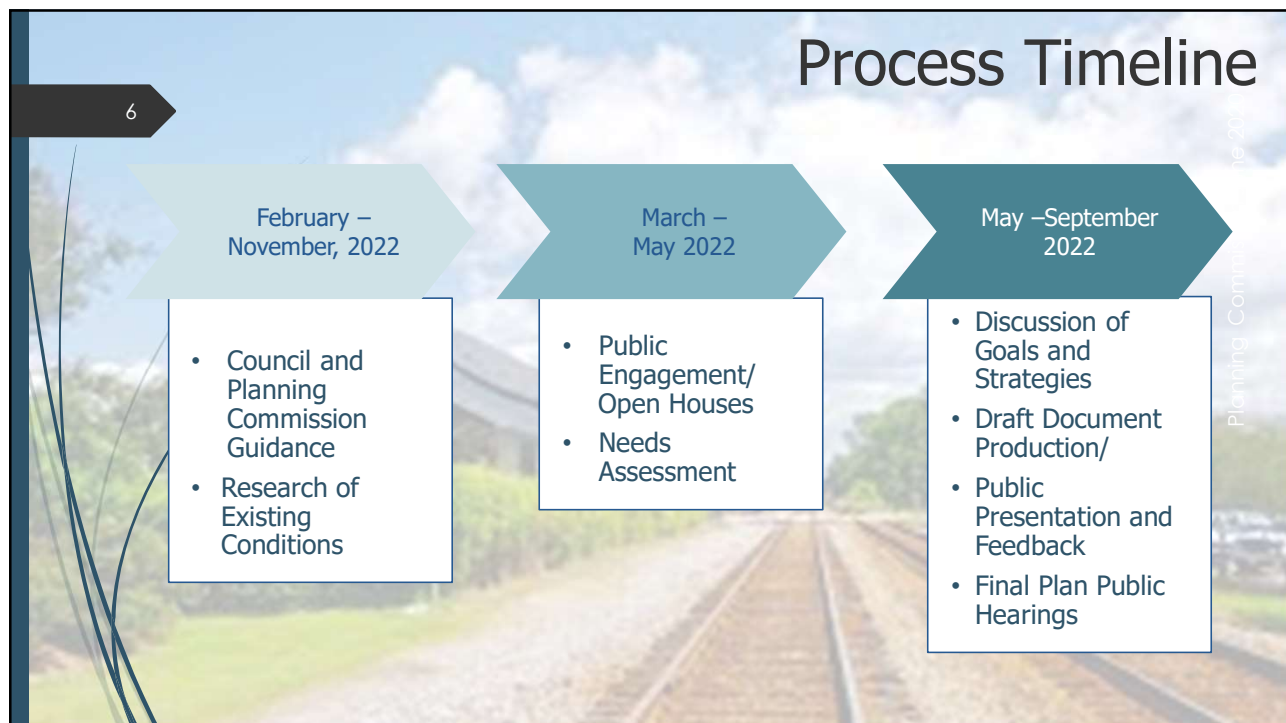 Process Timeline
6
February –
November, 2022
• Council and
Planning
Commission
Guidance
• Research of
Existing
Conditions
March –
May 2022
• Public
Engagement/
Open Houses
• Needs
Assessment
May –September
2022
• Discussion of
Goals and
Strategies
• Draft Document
Production/
• Public
Presentation and
Feedback
• Final Plan Public
Hearings
Planning